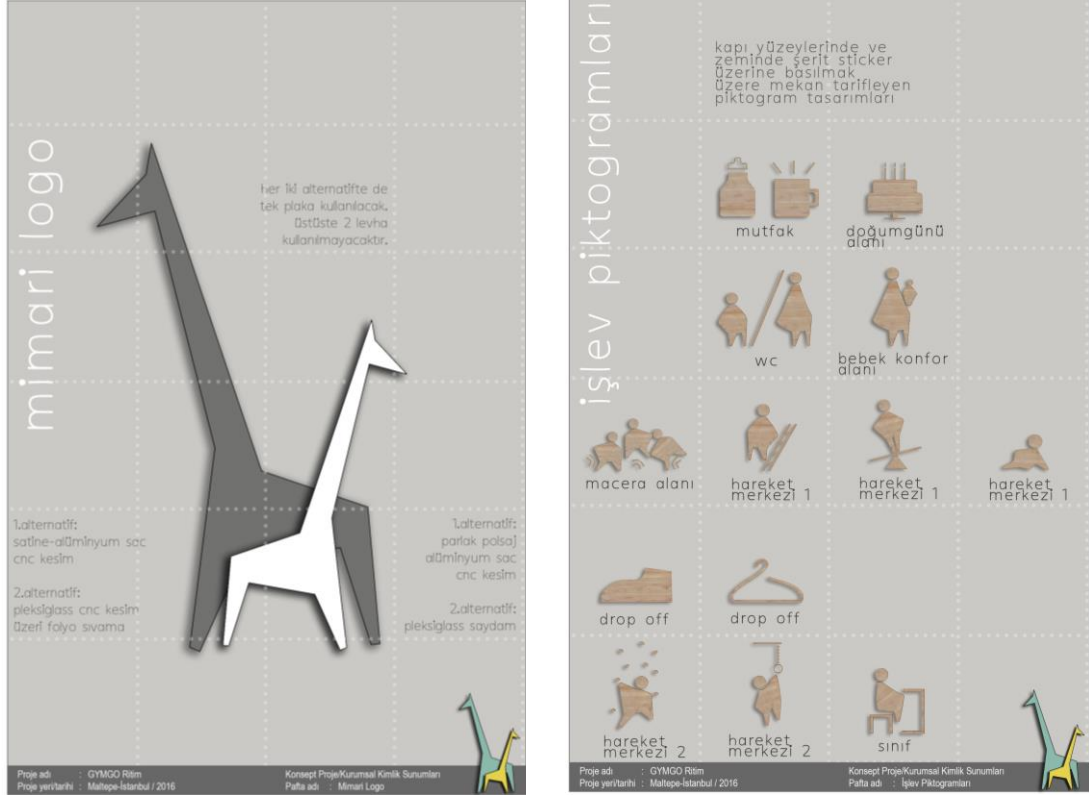 mimari logo
her iki alternatifte de
tek plaka kullanılacak.
üstüste 2 levha
kullanılmayacaktır.
1.alternatif:
satine-alüminyum sac
cnc kesim
2.alternatif:
pleksiglass cnc kesim
üzeri folyo sıvama
1.alternatif:
parlak polsaj
alüminyum sac
cnc kesim
2.alternatif:
pleksiglass saydam
Proje adı : GYMGO Ritim
Proje yeri/tarihi : Maltepe-İstanbul / 2016
Konsept Proje/Kurumsal Kimlik Sunumları
Pafta adı : Mimari Logo
işlev piktogramları
kapı yüzeylerinde ve
zeminde şerit sticker
üzerine basılmak
üzere mekan tarifleyen
piktogram tasarımları
mutfak
doğumgünü
alanı
wc
bebek konfor
alanı
macera alanı
hareket
merkezi 1
hareket
merkezi 1
hareket
merkezi 1
drop off
drop off
hareket
merkezi 2
hareket
merkezi 2
sınıf
Proje adı : GYMGO Ritim
Proje yeri/tarihi : Maltepe-İstanbul / 2016
Konsept Proje/Kurumsal Kimlik Sunumları
Pafta adı : İşlev Piktogramları